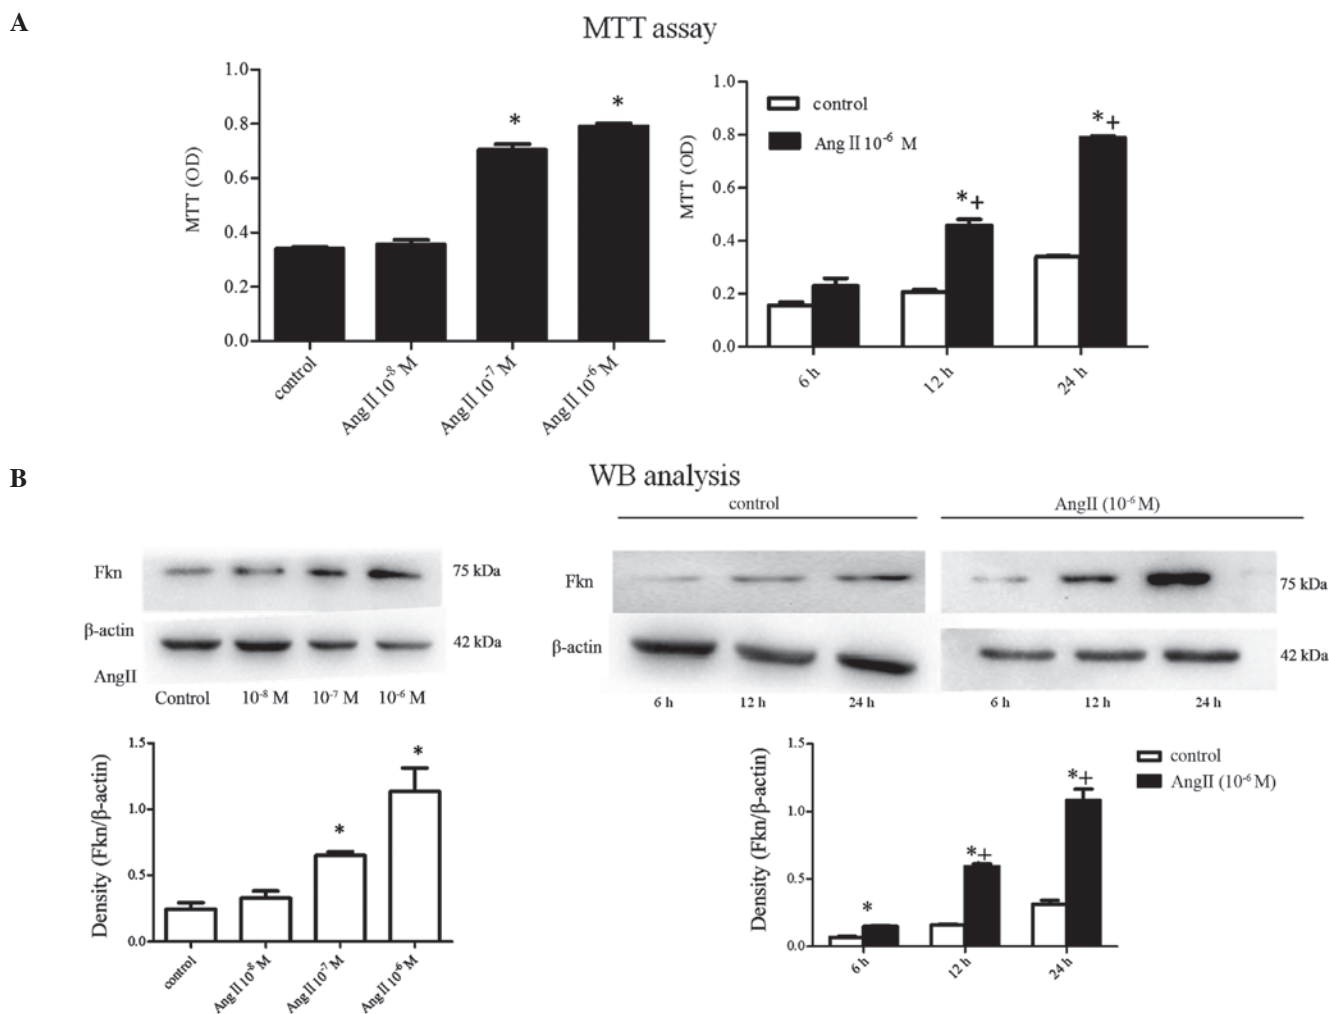 A
MTT assay
1.0
0.8
0.6
0.4
0.2
0.0
MTT (OD)
*
*
control
Ang II 10⁻⁸ M
Ang II 10⁻⁷ M
Ang II 10⁻⁶ M
1.0
0.8
0.6
0.4
0.2
0.0
MTT (OD)
control
Ang II 10⁻⁶ M
*+
*+
6 h
12 h
24 h
B
WB analysis
Fkn
75 kDa
β-actin
42 kDa
AngII
Control 10⁻⁸ M 10⁻⁷ M 10⁻⁶ M
control
AngII (10⁻⁶ M)
Fkn
75 kDa
β-actin
42 kDa
6 h 12 h 24 h
6 h 12 h 24 h
1.5
1.0
0.5
0.0
Density (Fkn/β-actin)
*
*
control
Ang II 10⁻⁸ M
Ang II 10⁻⁷ M
Ang II 10⁻⁶ M
1.5
1.0
0.5
0.0
Density (Fkn/β-actin)
control
AngII (10⁻⁶ M)
*
*+
*+
6 h
12 h
24 h